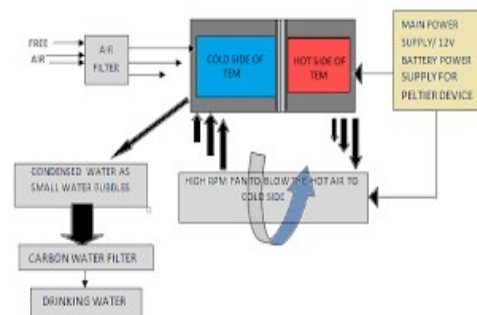 FREE
AIR
AIR
FILTER
COLD SIDE OF
TEM
HOT SIDE OF
TEM
MAIN POWER
SUPPLY/ 12V
BATTERY POWER
SUPPLY FOR
PELTIER DEVICE
CONDENSED WATER AS
SMALL WATER BUBBLES
HIGH RPM FAN TO BLOW THE HOT AIR TO
COLD SIDE
CARBON WATER FILTER
DRINKING WATER